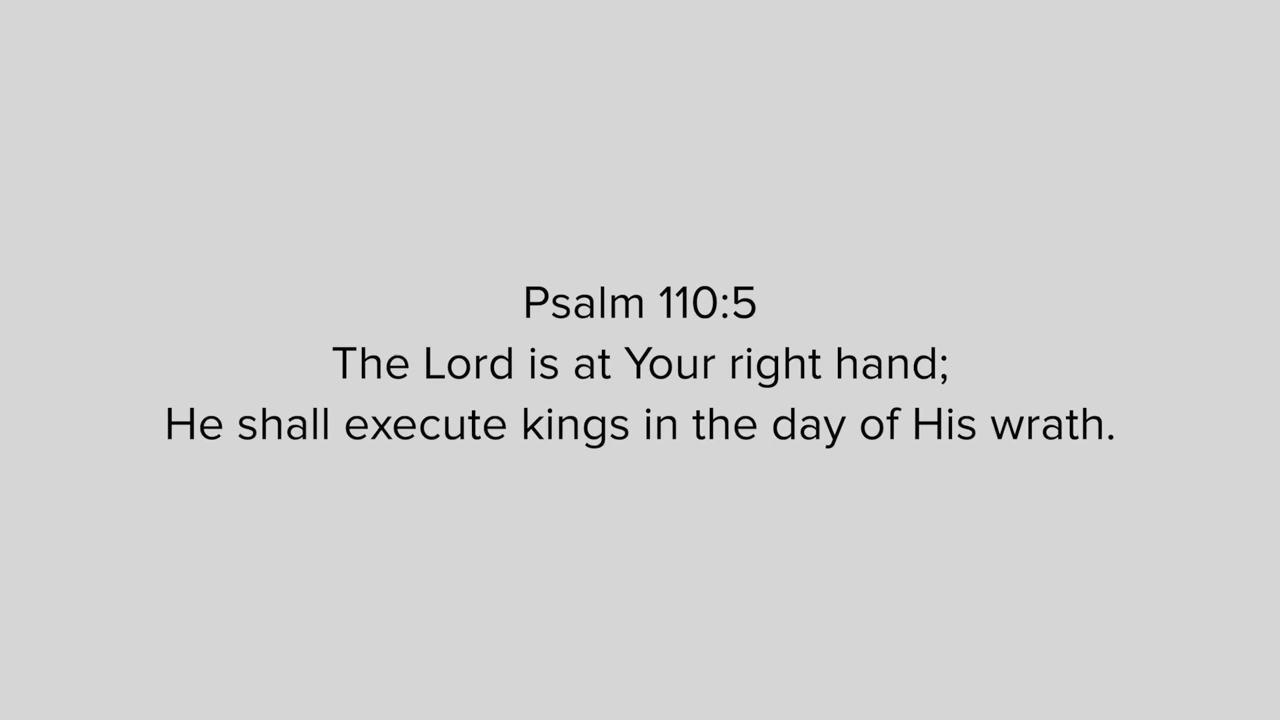 Psalm 110:5
The Lord is at Your right hand;
He shall execute kings in the day of His wrath.